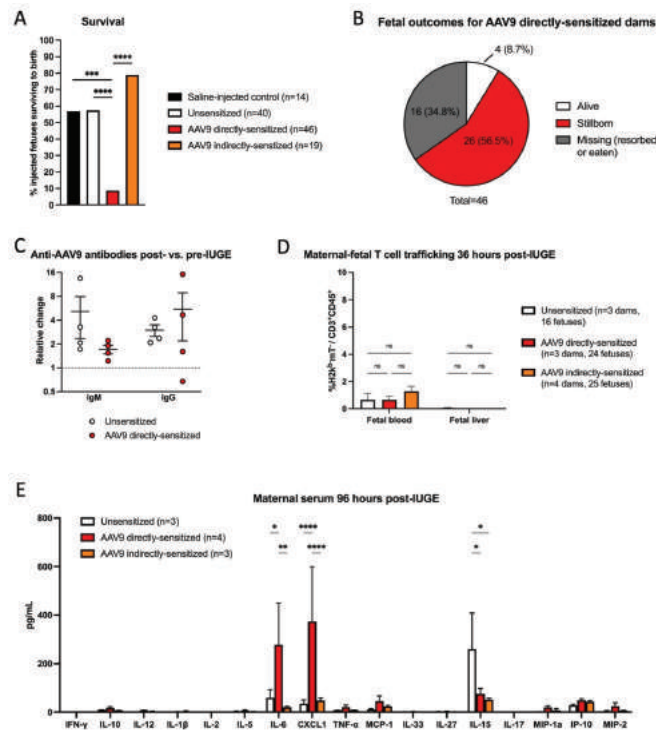 A
Survival
% injected fetuses surviving to birth
100
90
80
70
60
50
40
30
20
10
0
***
****
****
Saline-injected control (n=14)
Unsensitized (n=40)
AAV9 directly-sensitized (n=46)
AAV9 indirectly-senstized (n=19)
B
Fetal outcomes for AAV9 directly-sensitized dams
4 (8.7%)
16 (34.8%)
26 (56.5%)
Alive
Stillborn
Missing (resorbed
or eaten)
Total=46
C
Anti-AAV9 antibodies post- vs. pre-IUGE
Relative change
16
8
4
2
1
0.5
IgM
IgG
Unsensitized
AAV9 directly-sensitized
D
Maternal-fetal T cell trafficking 36 hours post-IUGE
10
8
6
4
2
0
ns
ns
ns
ns
ns
ns
Fetal blood
Fetal liver
Unsensitized (n=3 dams,
16 fetuses)
AAV9 directly-sensitized
(n=3 dams, 24 fetuses)
AAV9 indirectly-sensitized
(n=4 dams, 25 fetuses)
E
Maternal serum 96 hours post-IUGE
pg/mL
800
600
400
200
0
Unsensitized (n=3)
AAV9 directly-sensitized (n=4)
AAV9 indirectly-sensitized (n=3)
*
**
****
****
*
*
IFN-γ
IL-10
IL-12
IL-1β
IL-2
IL-5
IL-6
CXCL1
TNF-α
MCP-1
IL-33
IL-27
IL-15
IL-17
MIP-1a
IP-10
MIP-2